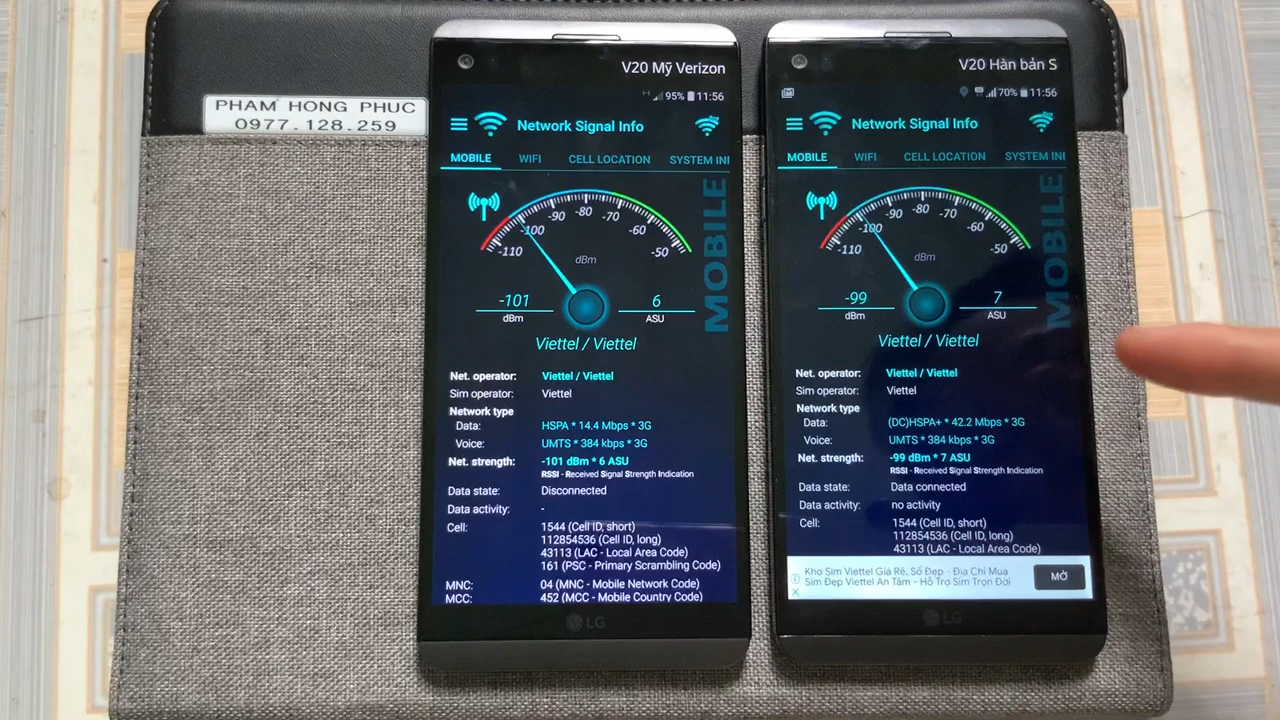 PHAM HONG PHUC
0977.128.259
V20 Mỹ Verizon
95% 11:56
Network Signal Info
MOBILE WIFI CELL LOCATION SYSTEM INI
-110 -100 -90 -80 -70 -60 -50
dBm
MOBILE
-101 6
dBm ASU
Viettel / Viettel
Net. operator: Viettel / Viettel
Sim operator: Viettel
Network type
Data: HSPA * 14.4 Mbps * 3G
Voice: UMTS * 384 kbps * 3G
Net. strength: -101 dBm * 6 ASU
RSSI - Received Signal Strength Indication
Data state: Disconnected
Data activity: -
Cell: 1544 (Cell ID, short)
112854536 (Cell ID, long)
43113 (LAC - Local Area Code)
161 (PSC - Primary Scrambling Code)
MNC: 04 (MNC - Mobile Network Code)
MCC: 452 (MCC - Mobile Country Code)
LG
V20 Hàn bản S
70% 11:56
Network Signal Info
MOBILE WIFI CELL LOCATION SYSTEM INI
-110 -100 -90 -80 -70 -60 -50
dBm
MOBILE
-99 7
dBm ASU
Viettel / Viettel
Net. operator: Viettel / Viettel
Sim operator: Viettel
Network type
Data: (DC)HSPA+ * 42.2 Mbps * 3G
Voice: UMTS * 384 kbps * 3G
Net. strength: -99 dBm * 7 ASU
RSSI - Received Signal Strength Indication
Data state: Data connected
Data activity: no activity
Cell: 1544 (Cell ID, short)
112854536 (Cell ID, long)
43113 (LAC - Local Area Code)
Kho Sim Viettel Giá Rẻ, Số Đẹp - Địa Chỉ Mua
Sim Đẹp Viettel An Tâm - Hỗ Trợ Sim Trọn Đời
MỞ
LG